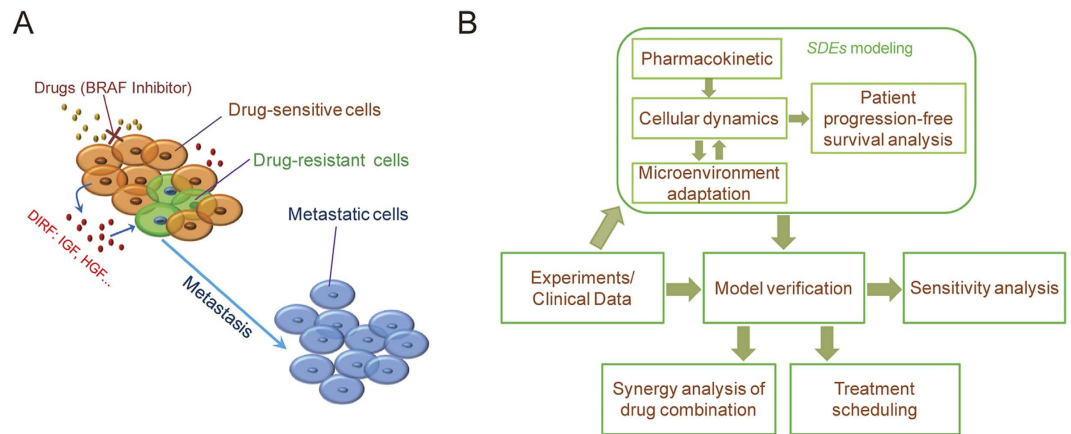 A
Drugs (BRAF Inhibitor)
Drug-sensitive cells
Drug-resistant cells
Metastatic cells
DIRF: IGF, HGF...
Metastasis
B
SDEs modeling
Pharmacokinetic
Cellular dynamics
Patient
progression-free
survival analysis
Microenvironment
adaptation
Experiments/
Clinical Data
Model verification
Sensitivity analysis
Synergy analysis of
drug combination
Treatment
scheduling